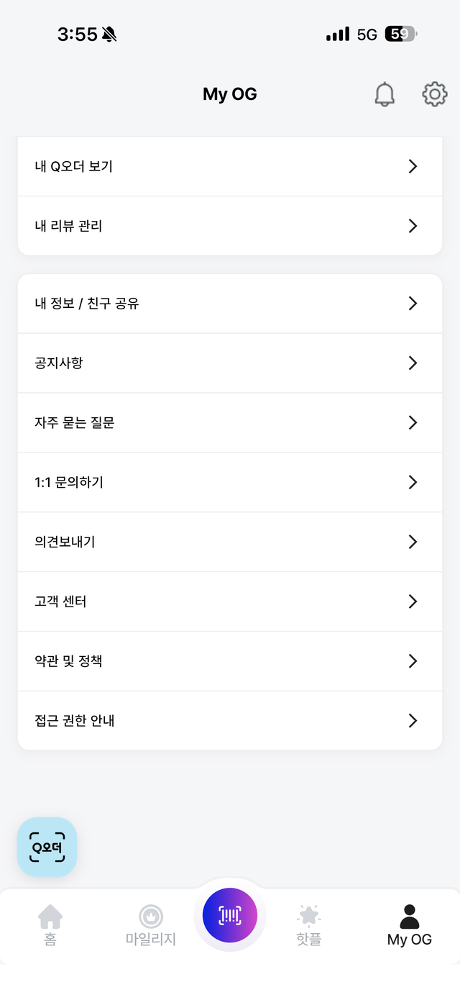 3:55
5G
59
My OG
내 Q오더 보기
내 리뷰 관리
내 정보 / 친구 공유
공지사항
자주 묻는 질문
1:1 문의하기
의견보내기
고객 센터
약관 및 정책
접근 권한 안내
Q오더
홈
마일리지
핫플
My OG